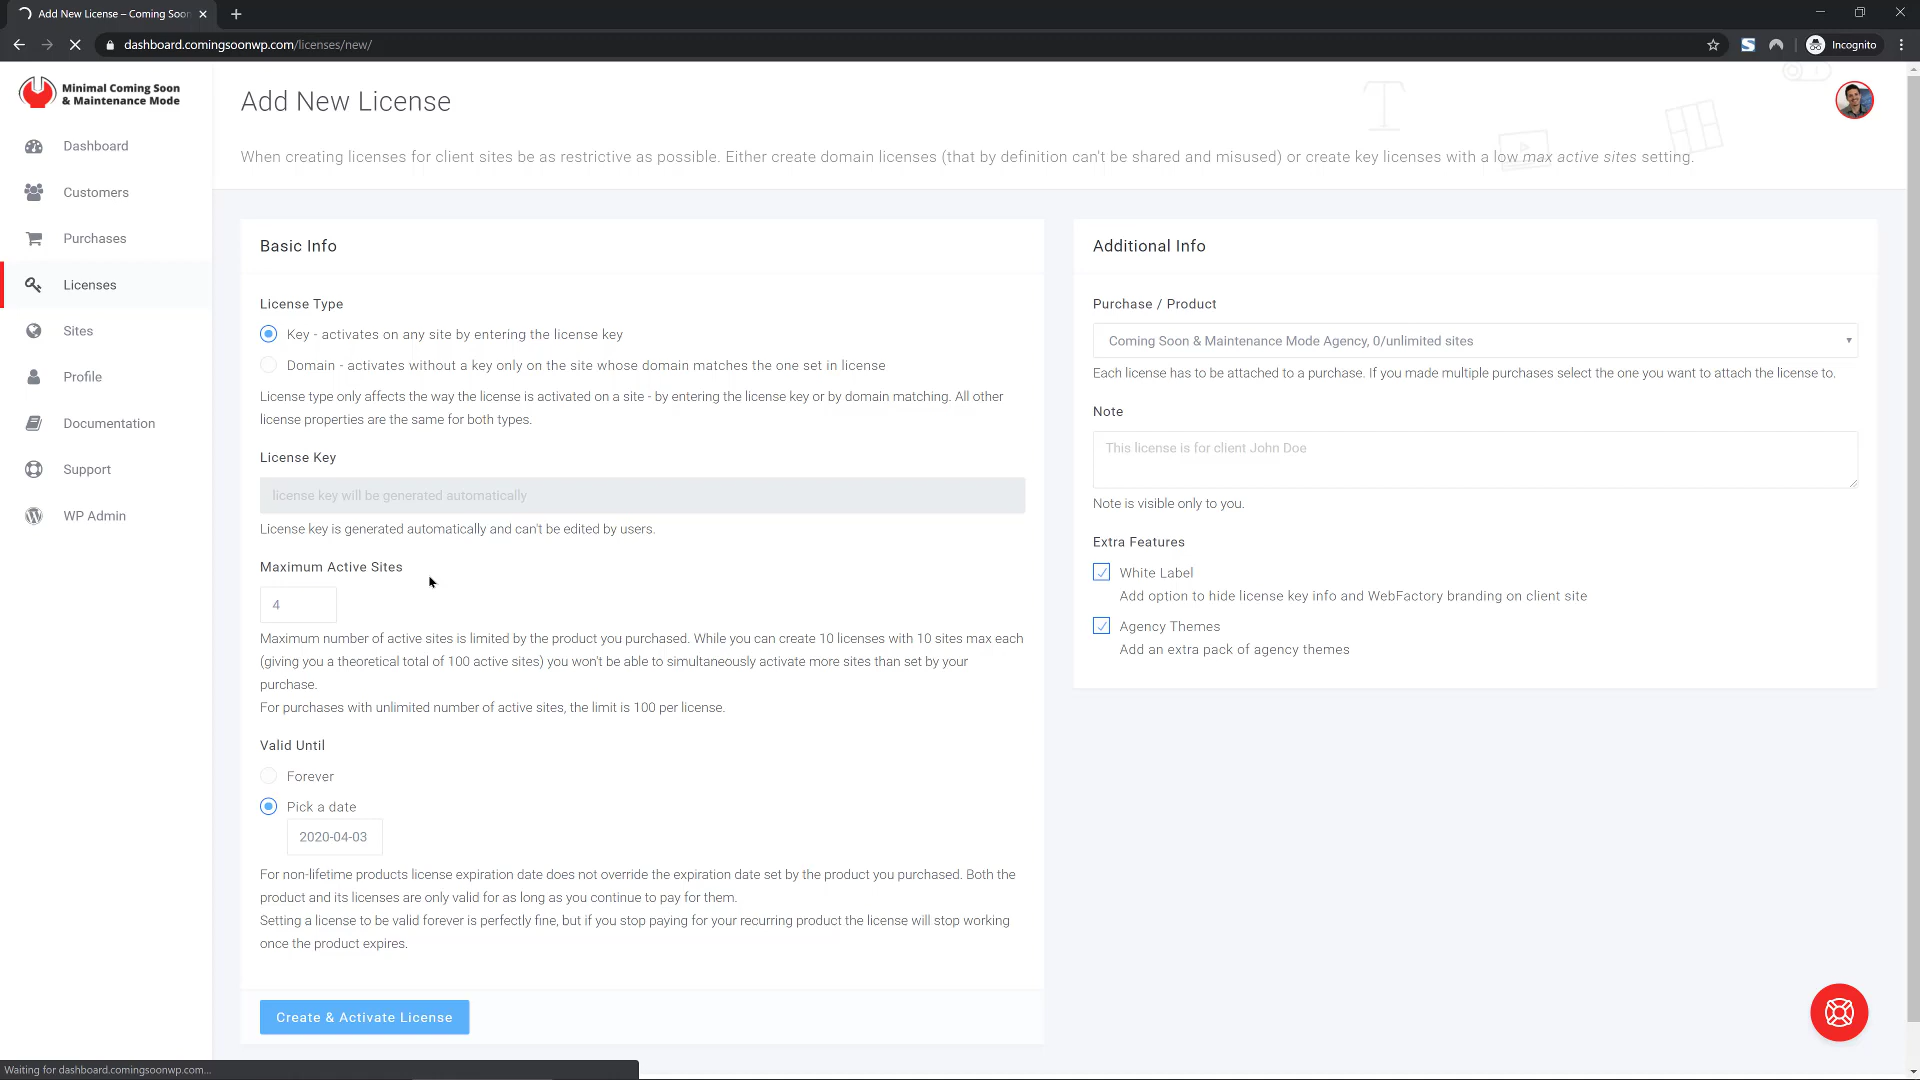 Add New License – Coming Soon
dashboard.comingsoonwp.com/licenses/new/
Incognito
Minimal Coming Soon
& Maintenance Mode
Dashboard
Customers
Purchases
Licenses
Sites
Profile
Documentation
Support
WP Admin
Add New License
When creating licenses for client sites be as restrictive as possible. Either create domain licenses (that by definition can't be shared and misused) or create key licenses with a low max active sites setting.
Basic Info
License Type
Key - activates on any site by entering the license key
Domain - activates without a key only on the site whose domain matches the one set in license
License type only affects the way the license is activated on a site - by entering the license key or by domain matching. All other
license properties are the same for both types.
License Key
license key will be generated automatically
License key is generated automatically and can't be edited by users.
Maximum Active Sites
4
Maximum number of active sites is limited by the product you purchased. While you can create 10 licenses with 10 sites max each
(giving you a theoretical total of 100 active sites) you won't be able to simultaneously activate more sites than set by your
purchase.
For purchases with unlimited number of active sites, the limit is 100 per license.
Valid Until
Forever
Pick a date
2020-04-03
For non-lifetime products license expiration date does not override the expiration date set by the product you purchased. Both the
product and its licenses are only valid for as long as you continue to pay for them.
Setting a license to be valid forever is perfectly fine, but if you stop paying for your recurring product the license will stop working
once the product expires.
Create & Activate License
Additional Info
Purchase / Product
Coming Soon & Maintenance Mode Agency, 0/unlimited sites
Each license has to be attached to a purchase. If you made multiple purchases select the one you want to attach the license to.
Note
This license is for client John Doe
Note is visible only to you.
Extra Features
White Label
Add option to hide license key info and WebFactory branding on client site
Agency Themes
Add an extra pack of agency themes
Waiting for dashboard.comingsoonwp.com...